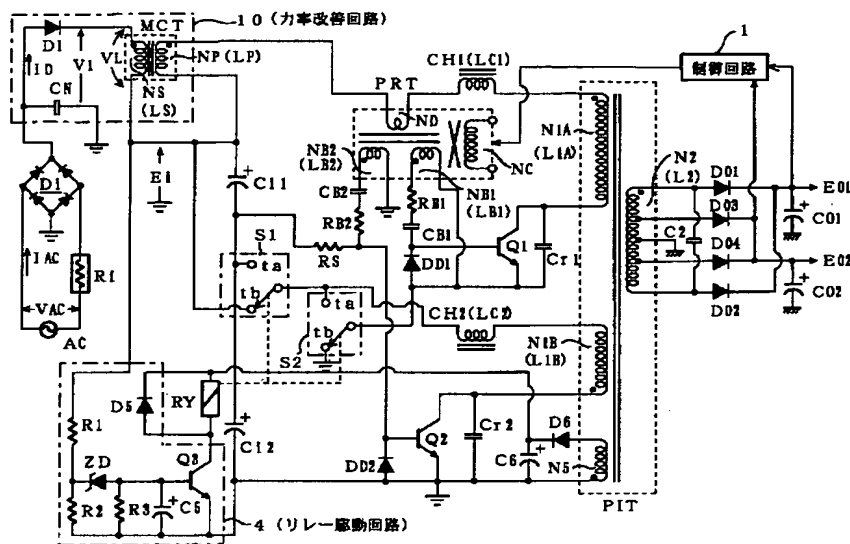 10（力率改善回路）
MCT
D1
V1
VL
NP(LP)
ID
CN
NS
(LS)
CH1(LC1)
1
制御回路
PRT
ND
NB2
(LB2)
NC
NB1
(LB1)
N1A
(L1A)
N2
(L2)
D01
E01
D03
C01
C2
D04
E02
D02
C02
Di
Ei
C11
CB2
RB2
RB1
CB1
RS
Q1
Cr1
DD1
IAC
Ri
VAC
AC
S1
ta
tb
S2
ta
tb
CH2(LC2)
N1B
(L1B)
D5
RY
R1
Q3
C12
Q2
Cr2
D6
C6
N5
DD2
ZD
R2
R3
C5
4（リレー駆動回路）
PIT